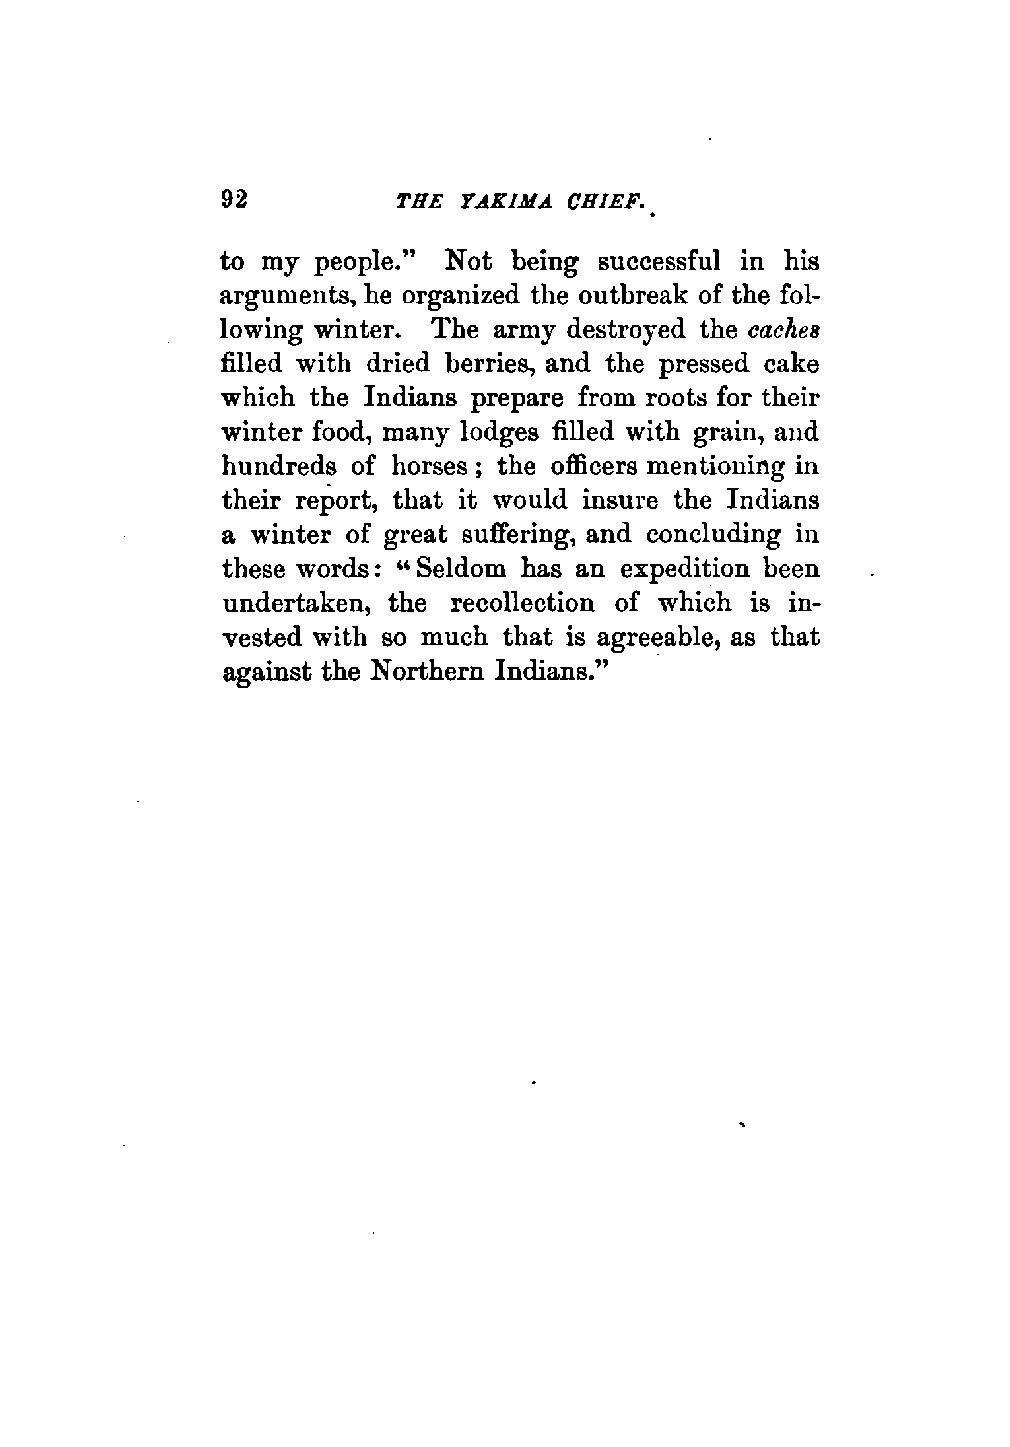 92 THE YAKIMA CHIEF.
to my people." Not being successful in his
arguments, he organized the outbreak of the fol-
lowing winter. The army destroyed the caches
filled with dried berries, and the pressed cake
which the Indians prepare from roots for their
winter food, many lodges filled with grain, and
hundreds of horses; the officers mentioning in
their report, that it would insure the Indians
a winter of great suffering, and concluding in
these words: "Seldom has an expedition been
undertaken, the recollection of which is in-
vested with so much that is agreeable, as that
against the Northern Indians."